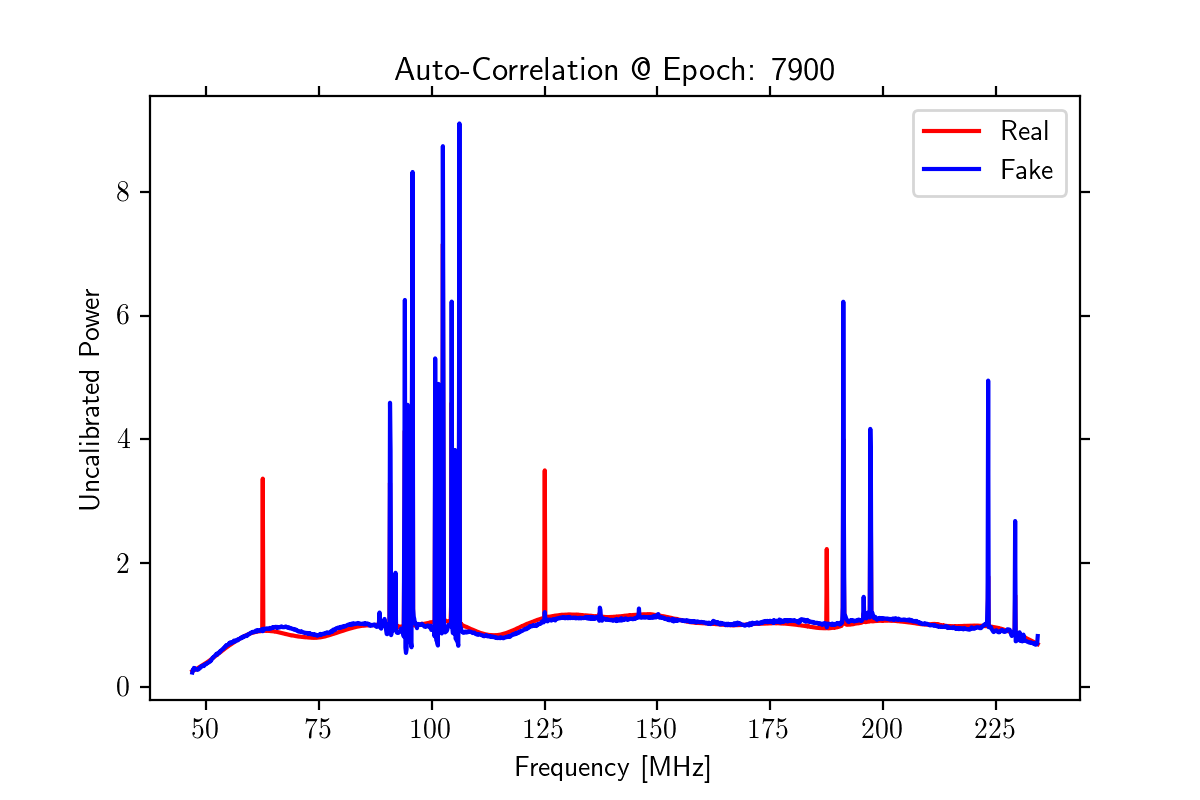 Auto-Correlation @ Epoch: 7900
Real
Fake
Uncalibrated Power
8
6
4
2
0
50 75 100 125 150 175 200 225
Frequency [MHz]